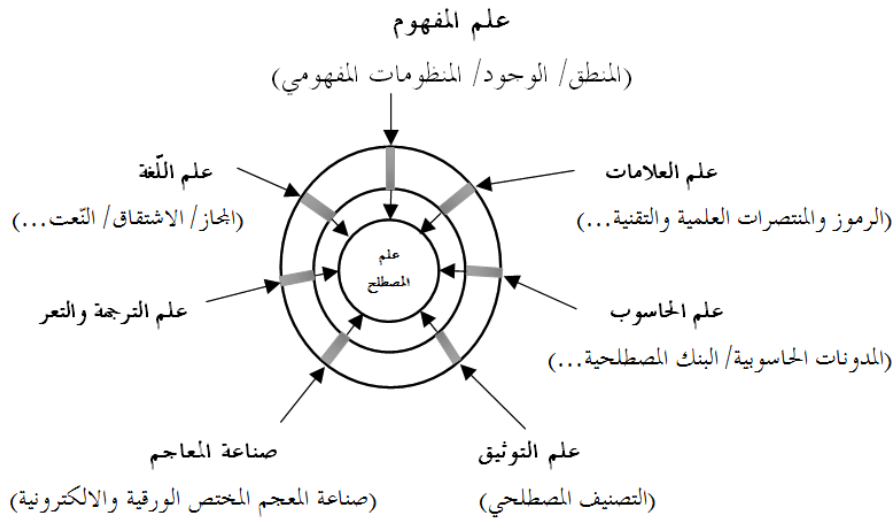 علم المفهوم
(المنطق/ الوجود/ المنظومات المفهومي)
علم العلامات
(الرموز والمنتصرات العلمية والتقنية...)
علم اللّغة
(المجاز/ الاشتقاق/ النّعت...)
علم
المصطلح
علم الحاسوب
(المدونات الحاسوبية/ البنك المصطلحية...)
علم الترجمة والتعر
علم التوثيق
(التصنيف المصطلحي)
صناعة المعاجم
(صناعة المعجم المختص الورقية والالكترونية)